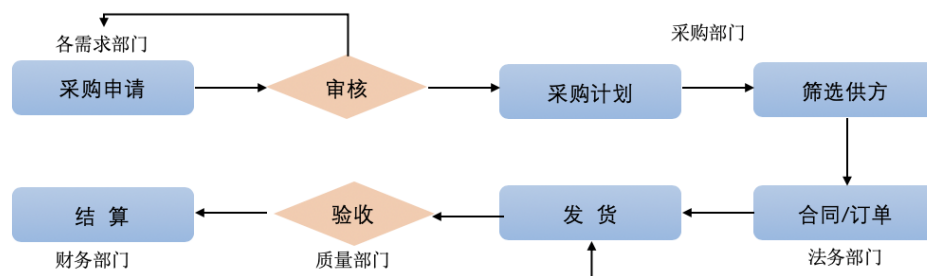 采购部门
各需求部门
采购申请
审核
采购计划
筛选供方
结 算
验收
发 货
合同/订单
财务部门
质量部门
法务部门